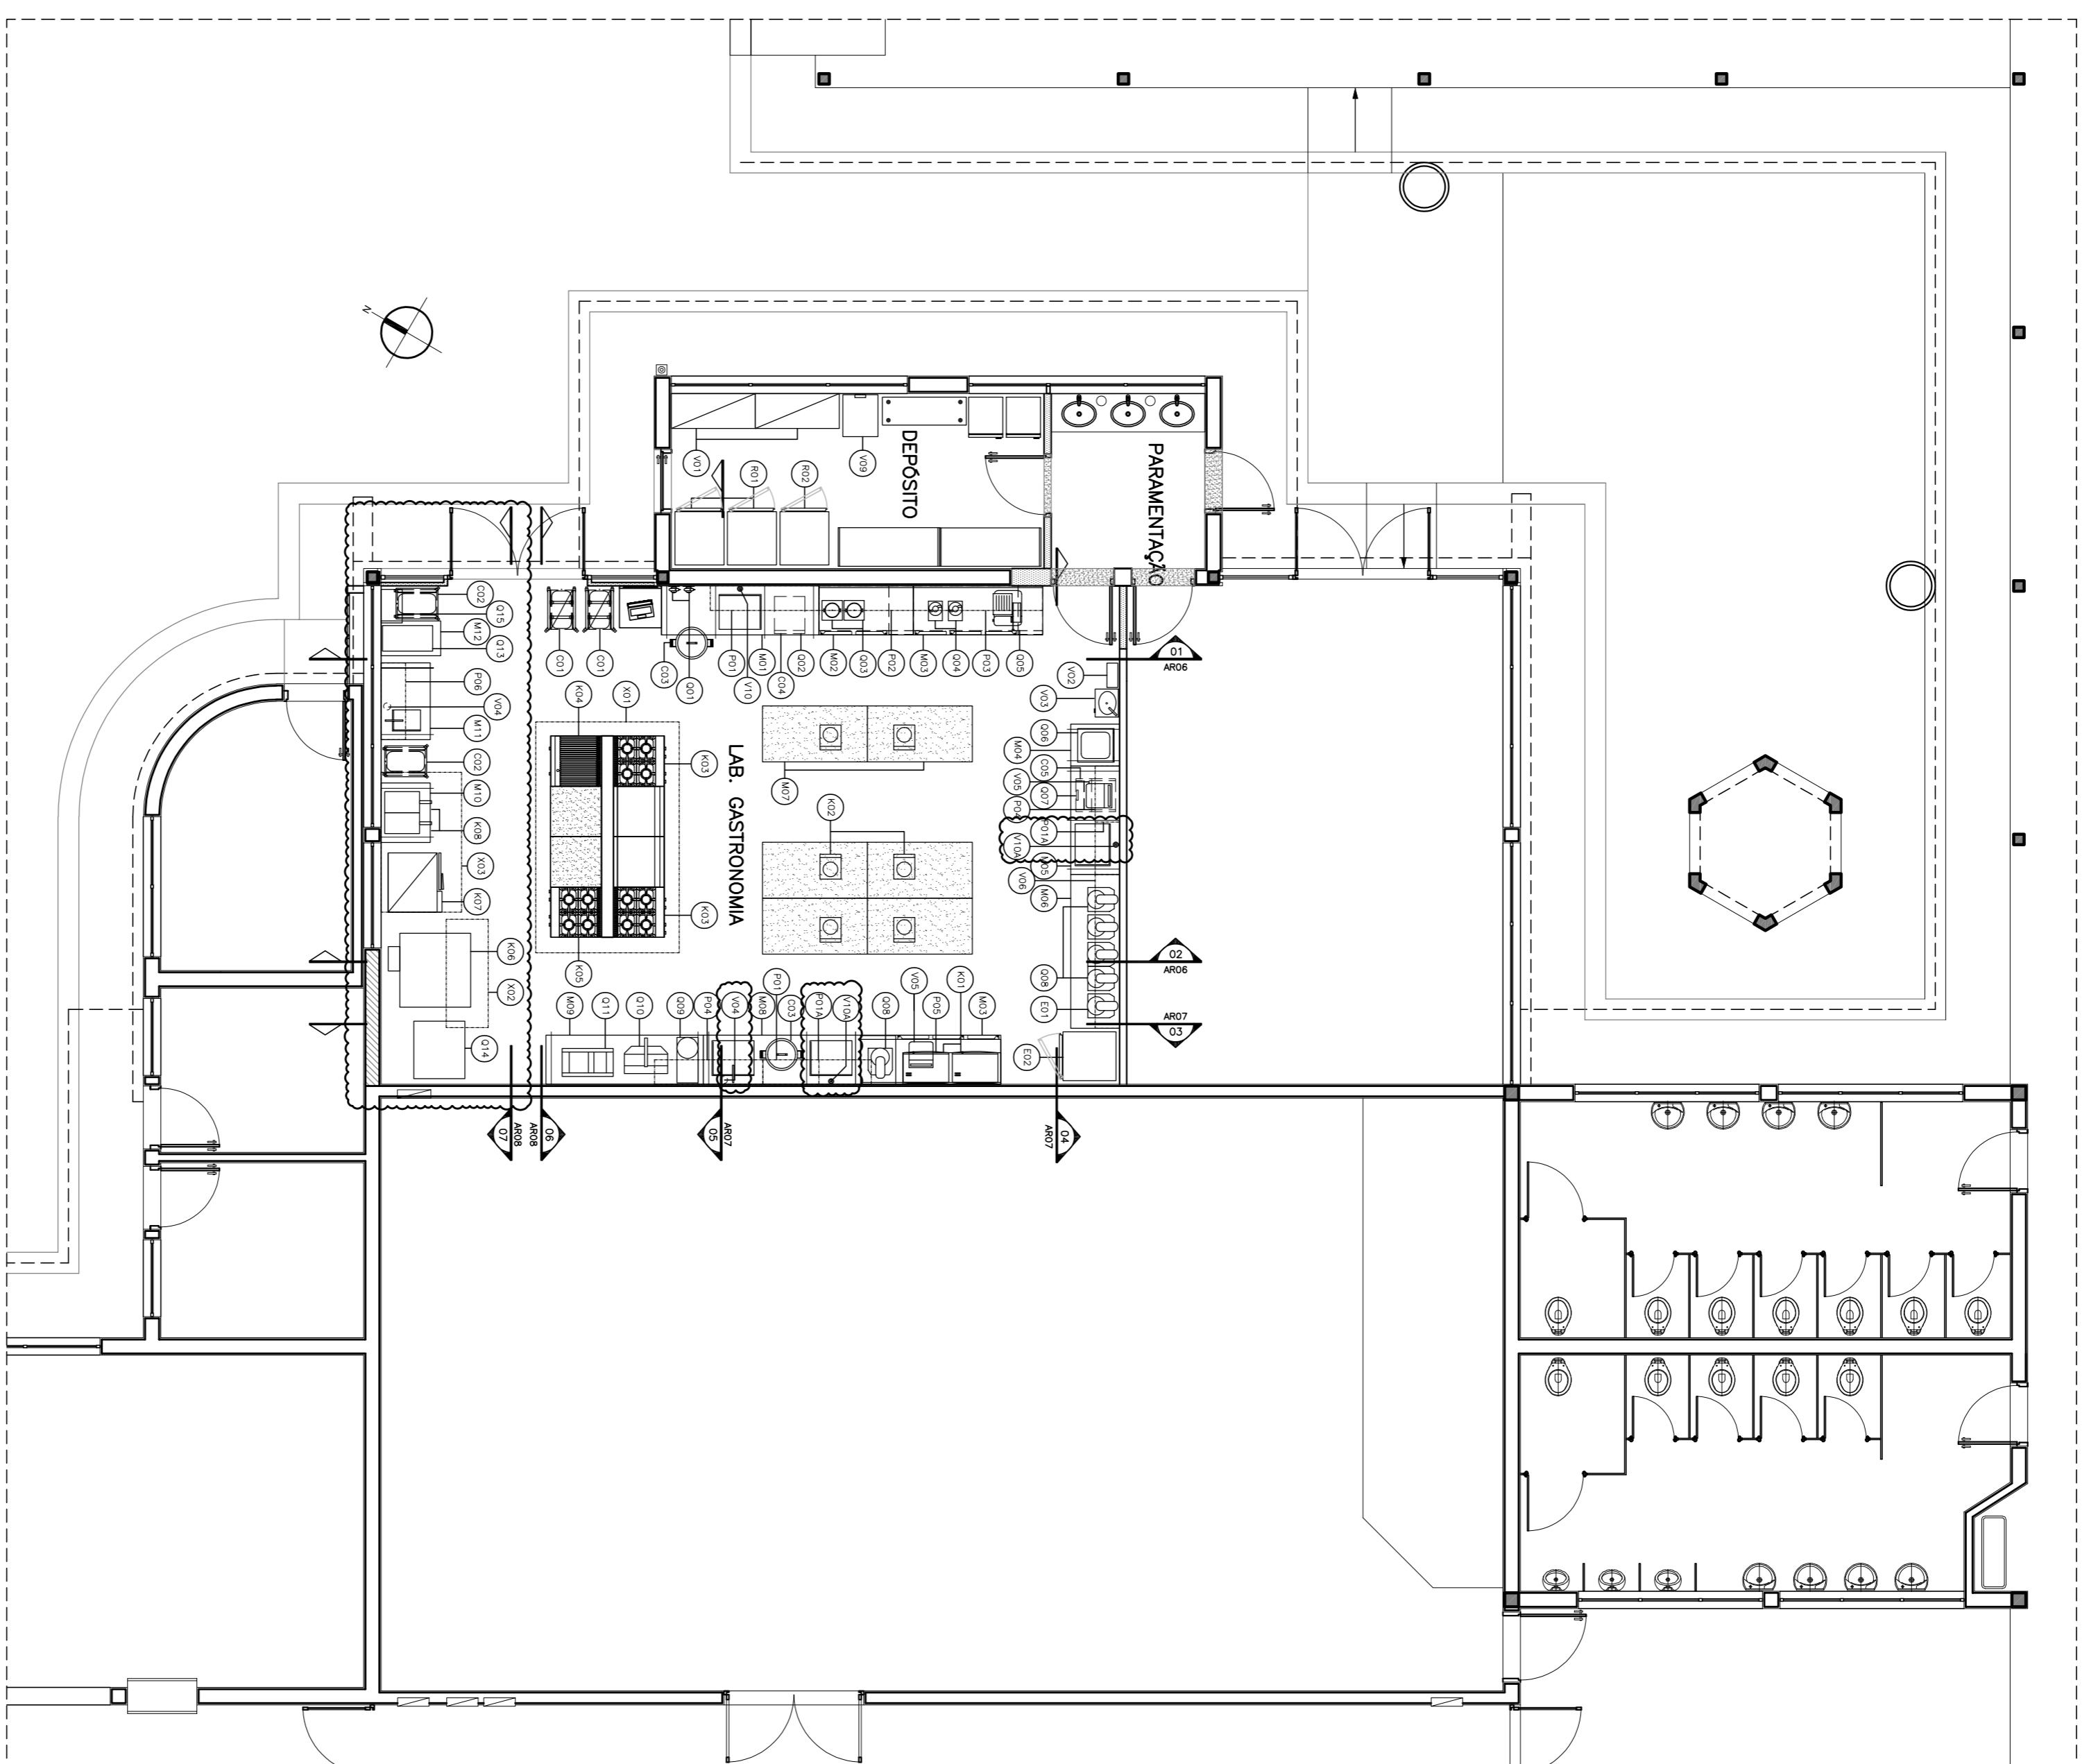 N
DEPÓSITO
PARAMENTAÇÃO
V01
R01
R02
V09
C02
Q15
M12
Q13
P06
V04
M11
C02
M10
K08
X03
K07
K06
X02
Q14
C01
C01
C03
Q01
P01
M01
V10
C04
Q02
M02
Q03
P02
M03
Q04
P03
Q05
01
AR06
V02
V03
Q06
M04
C05
V05
Q07
P04
P01A
V10A
M05
V06
M06
Q08
E01
E02
02
AR06
AR07
03
K04
X01
K03
K03
K05
LAB. GASTRONOMIA
M07
K02
M09
Q11
Q10
Q09
P04
V04
M08
P01
C03
P01A
V10A
Q08
V05
P05
K01
M03
07
AR08
06
AR08
05
AR07
04
AR07